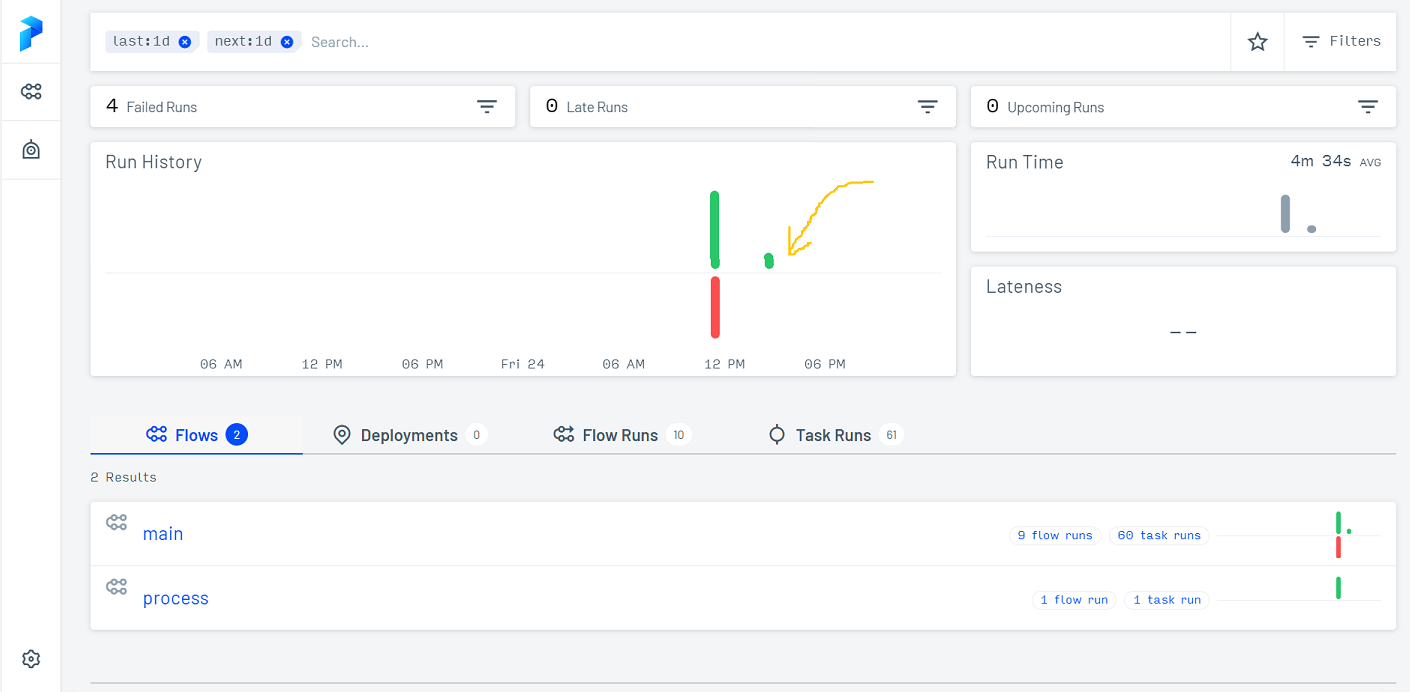 last:1d next:1d Search... Filters
4 Failed Runs 0 Late Runs 0 Upcoming Runs
Run History
Run Time 4m 34s AVG
Lateness
--
06 AM 12 PM 06 PM Fri 24 06 AM 12 PM 06 PM
Flows 2 Deployments 0 Flow Runs 10 Task Runs 61
2 Results
main 9 flow runs 60 task runs
process 1 flow run 1 task run